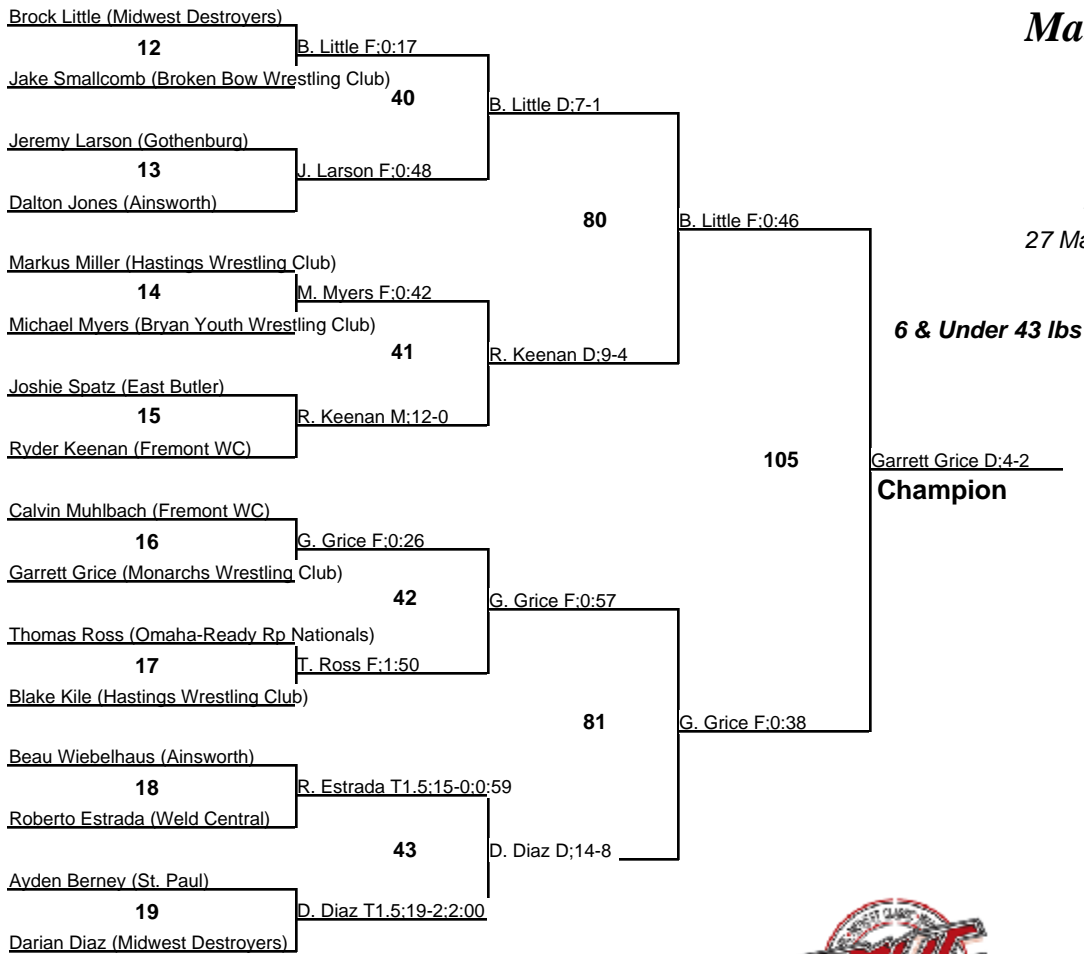 Brock Little (Midwest Destroyers)
Ma
12
B. Little F;0:17
Jake Smallcomb (Broken Bow Wrestling Club)
40
B. Little D;7-1
Jeremy Larson (Gothenburg)
13
J. Larson F;0:48
Dalton Jones (Ainsworth)
80
B. Little F;0:46
27 Ma
Markus Miller (Hastings Wrestling Club)
14
M. Myers F;0:42
Michael Myers (Bryan Youth Wrestling Club)
6 & Under 43 lbs
41
R. Keenan D;9-4
Joshie Spatz (East Butler)
15
R. Keenan M;12-0
Ryder Keenan (Fremont WC)
105
Garrett Grice D;4-2
Champion
Calvin Muhlbach (Fremont WC)
16
G. Grice F;0:26
Garrett Grice (Monarchs Wrestling Club)
42
G. Grice F;0:57
Thomas Ross (Omaha-Ready Rp Nationals)
17
T. Ross F;1:50
Blake Kile (Hastings Wrestling Club)
81
G. Grice F;0:38
Beau Wiebelhaus (Ainsworth)
18
R. Estrada T1.5;15-0;0:59
Roberto Estrada (Weld Central)
43
D. Diaz D;14-8
Ayden Berney (St. Paul)
19
D. Diaz T1.5;19-2;2:00
Darian Diaz (Midwest Destroyers)